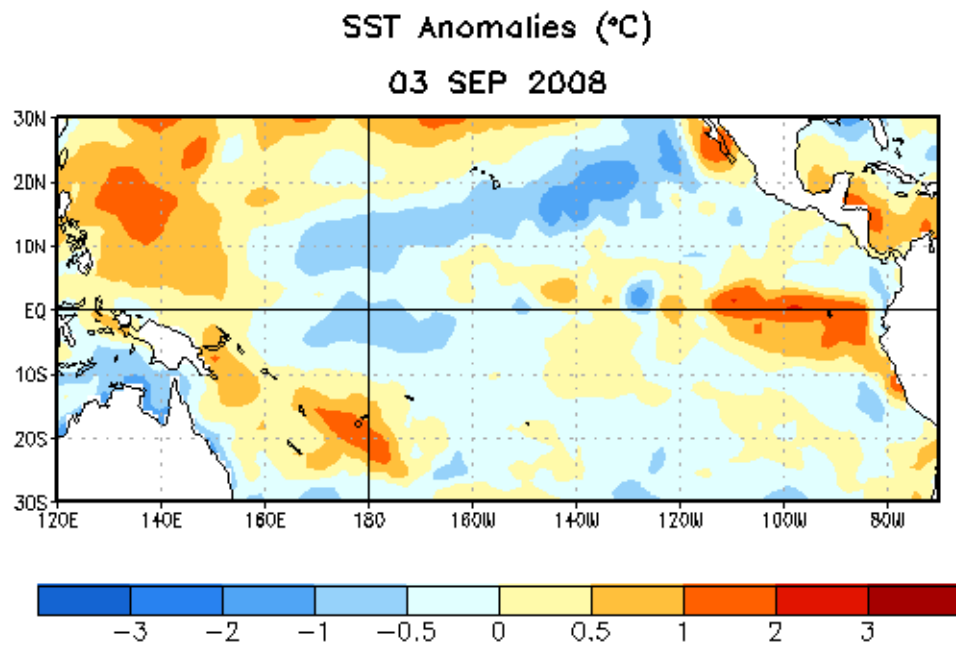 SST Anomalies (°C)
03 SEP 2008
30N
20N
10N
EQ
10S
20S
30S
120E 140E 160E 180 160W 140W 120W 100W 80W
-3 -2 -1 -0.5 0 0.5 1 2 3